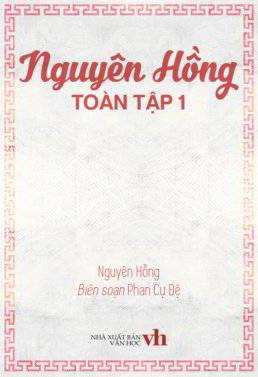 Nguyên Hồng
TOÀN TẬP 1
Nguyên Hồng
Biên soạn Phan Cự Đệ
NHÀ XUẤT BẢN
VĂN HỌC
vh